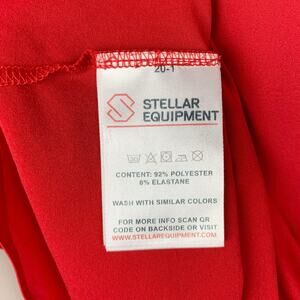 20-1
STELLAR
EQUIPMENT
CONTENT: 92% POLYESTER
8% ELASTANE
WASH WITH SIMILAR COLORS
FOR MORE INFO SCAN QR
CODE ON BACKSIDE OR VISIT
WWW.STELLAREQUIPMENT.COM